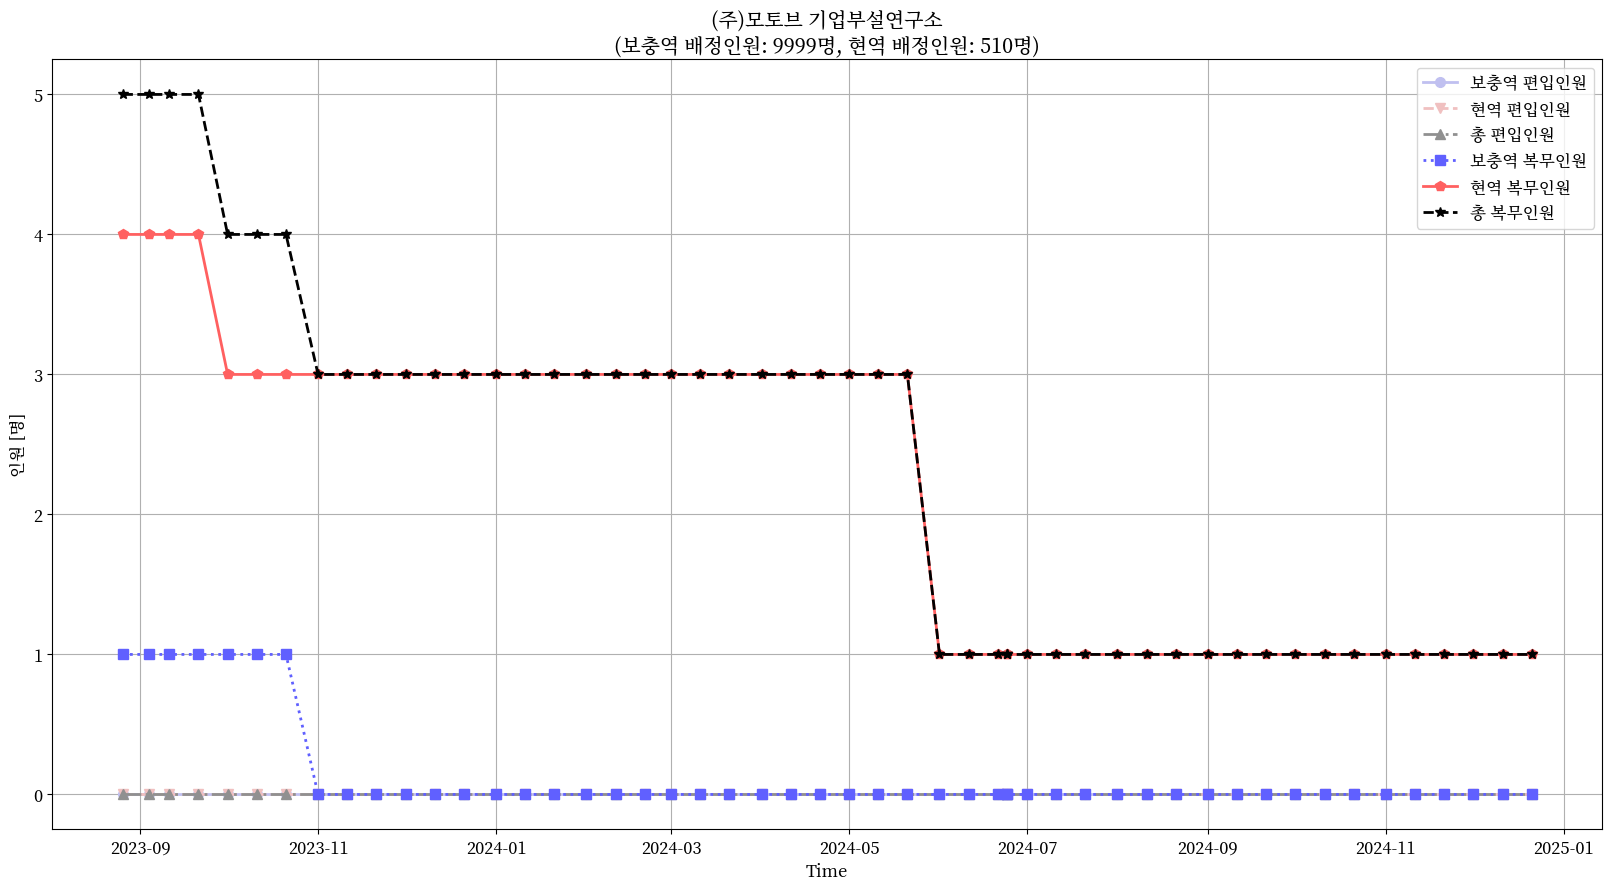 (주)모토브 기업부설연구소
(보충역 배정인원: 9999명, 현역 배정인원: 510명)
보충역 편입인원
현역 편입인원
총 편입인원
보충역 복무인원
현역 복무인원
총 복무인원
인원 [명]
5
4
3
2
1
0
2023-09
2023-11
2024-01
2024-03
2024-05
2024-07
2024-09
2024-11
2025-01
Time